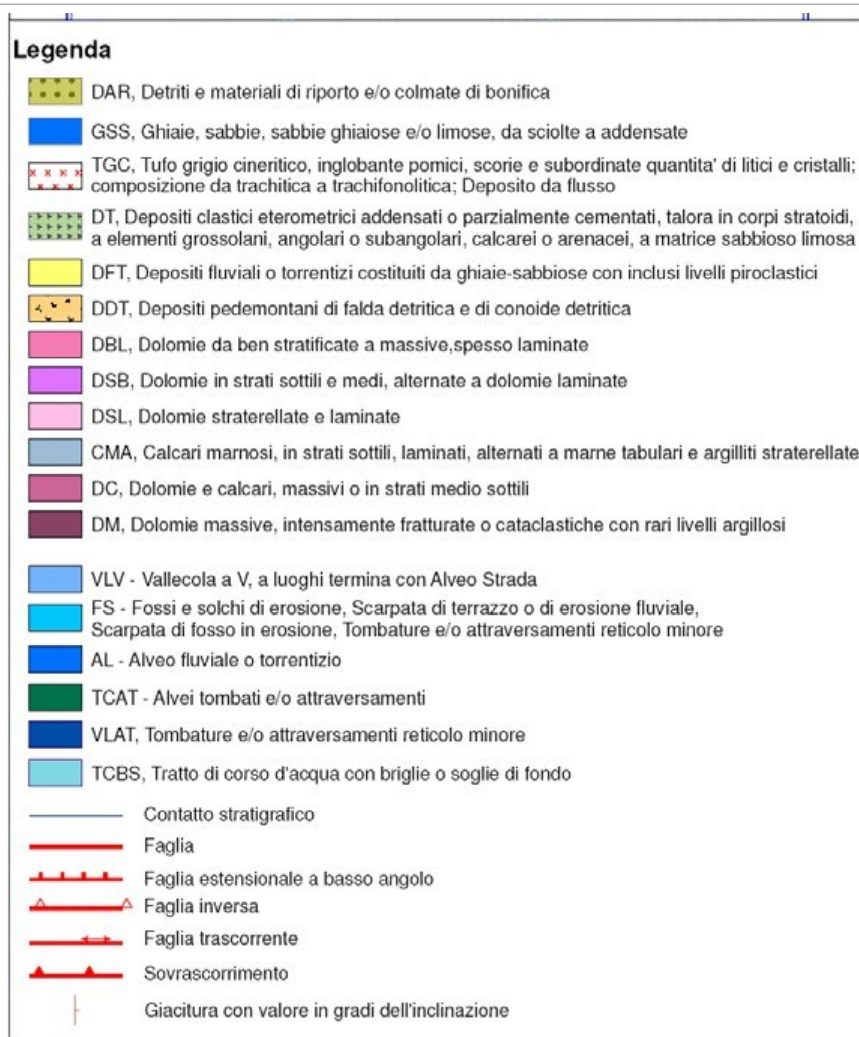 Legenda
DAR, Detriti e materiali di riporto e/o colmate di bonifica
GSS, Ghiaie, sabbie, sabbie ghiaiose e/o limose, da sciolte a addensate
TGC, Tufo grigio cineritico, inglobante pomici, scorie e subordinate quantita' di litici e cristalli;
composizione da trachitica a trachifonolitica; Deposito da flusso
DT, Depositi clastici eterometrici addensati o parzialmente cementati, talora in corpi stratoidi,
a elementi grossolani, angolari o subangolari, calcarei o arenacei, a matrice sabbioso limosa
DFT, Depositi fluviali o torrentizi costituiti da ghiaie-sabbiose con inclusi livelli piroclastici
DDT, Depositi pedemontani di falda detritica e di conoide detritica
DBL, Dolomie da ben stratificate a massive,spesso laminate
DSB, Dolomie in strati sottili e medi, alternate a dolomie laminate
DSL, Dolomie straterellate e laminate
CMA, Calcari marnosi, in strati sottili, laminati, alternati a marne tabulari e argilliti straterellate
DC, Dolomie e calcari, massivi o in strati medio sottili
DM, Dolomie massive, intensamente fratturate o cataclastiche con rari livelli argillosi
VLV - Vallecola a V, a luoghi termina con Alveo Strada
FS - Fossi e solchi di erosione, Scarpata di terrazzo o di erosione fluviale,
Scarpata di fosso in erosione, Tombature e/o attraversamenti reticolo minore
AL - Alveo fluviale o torrentizio
TCAT - Alvei tombati e/o attraversamenti
VLAT, Tombature e/o attraversamenti reticolo minore
TCBS, Tratto di corso d'acqua con briglie o soglie di fondo
Contatto stratigrafico
Faglia
Faglia estensionale a basso angolo
Faglia inversa
Faglia trascorrente
Sovrascorrimento
Giacitura con valore in gradi dell'inclinazione